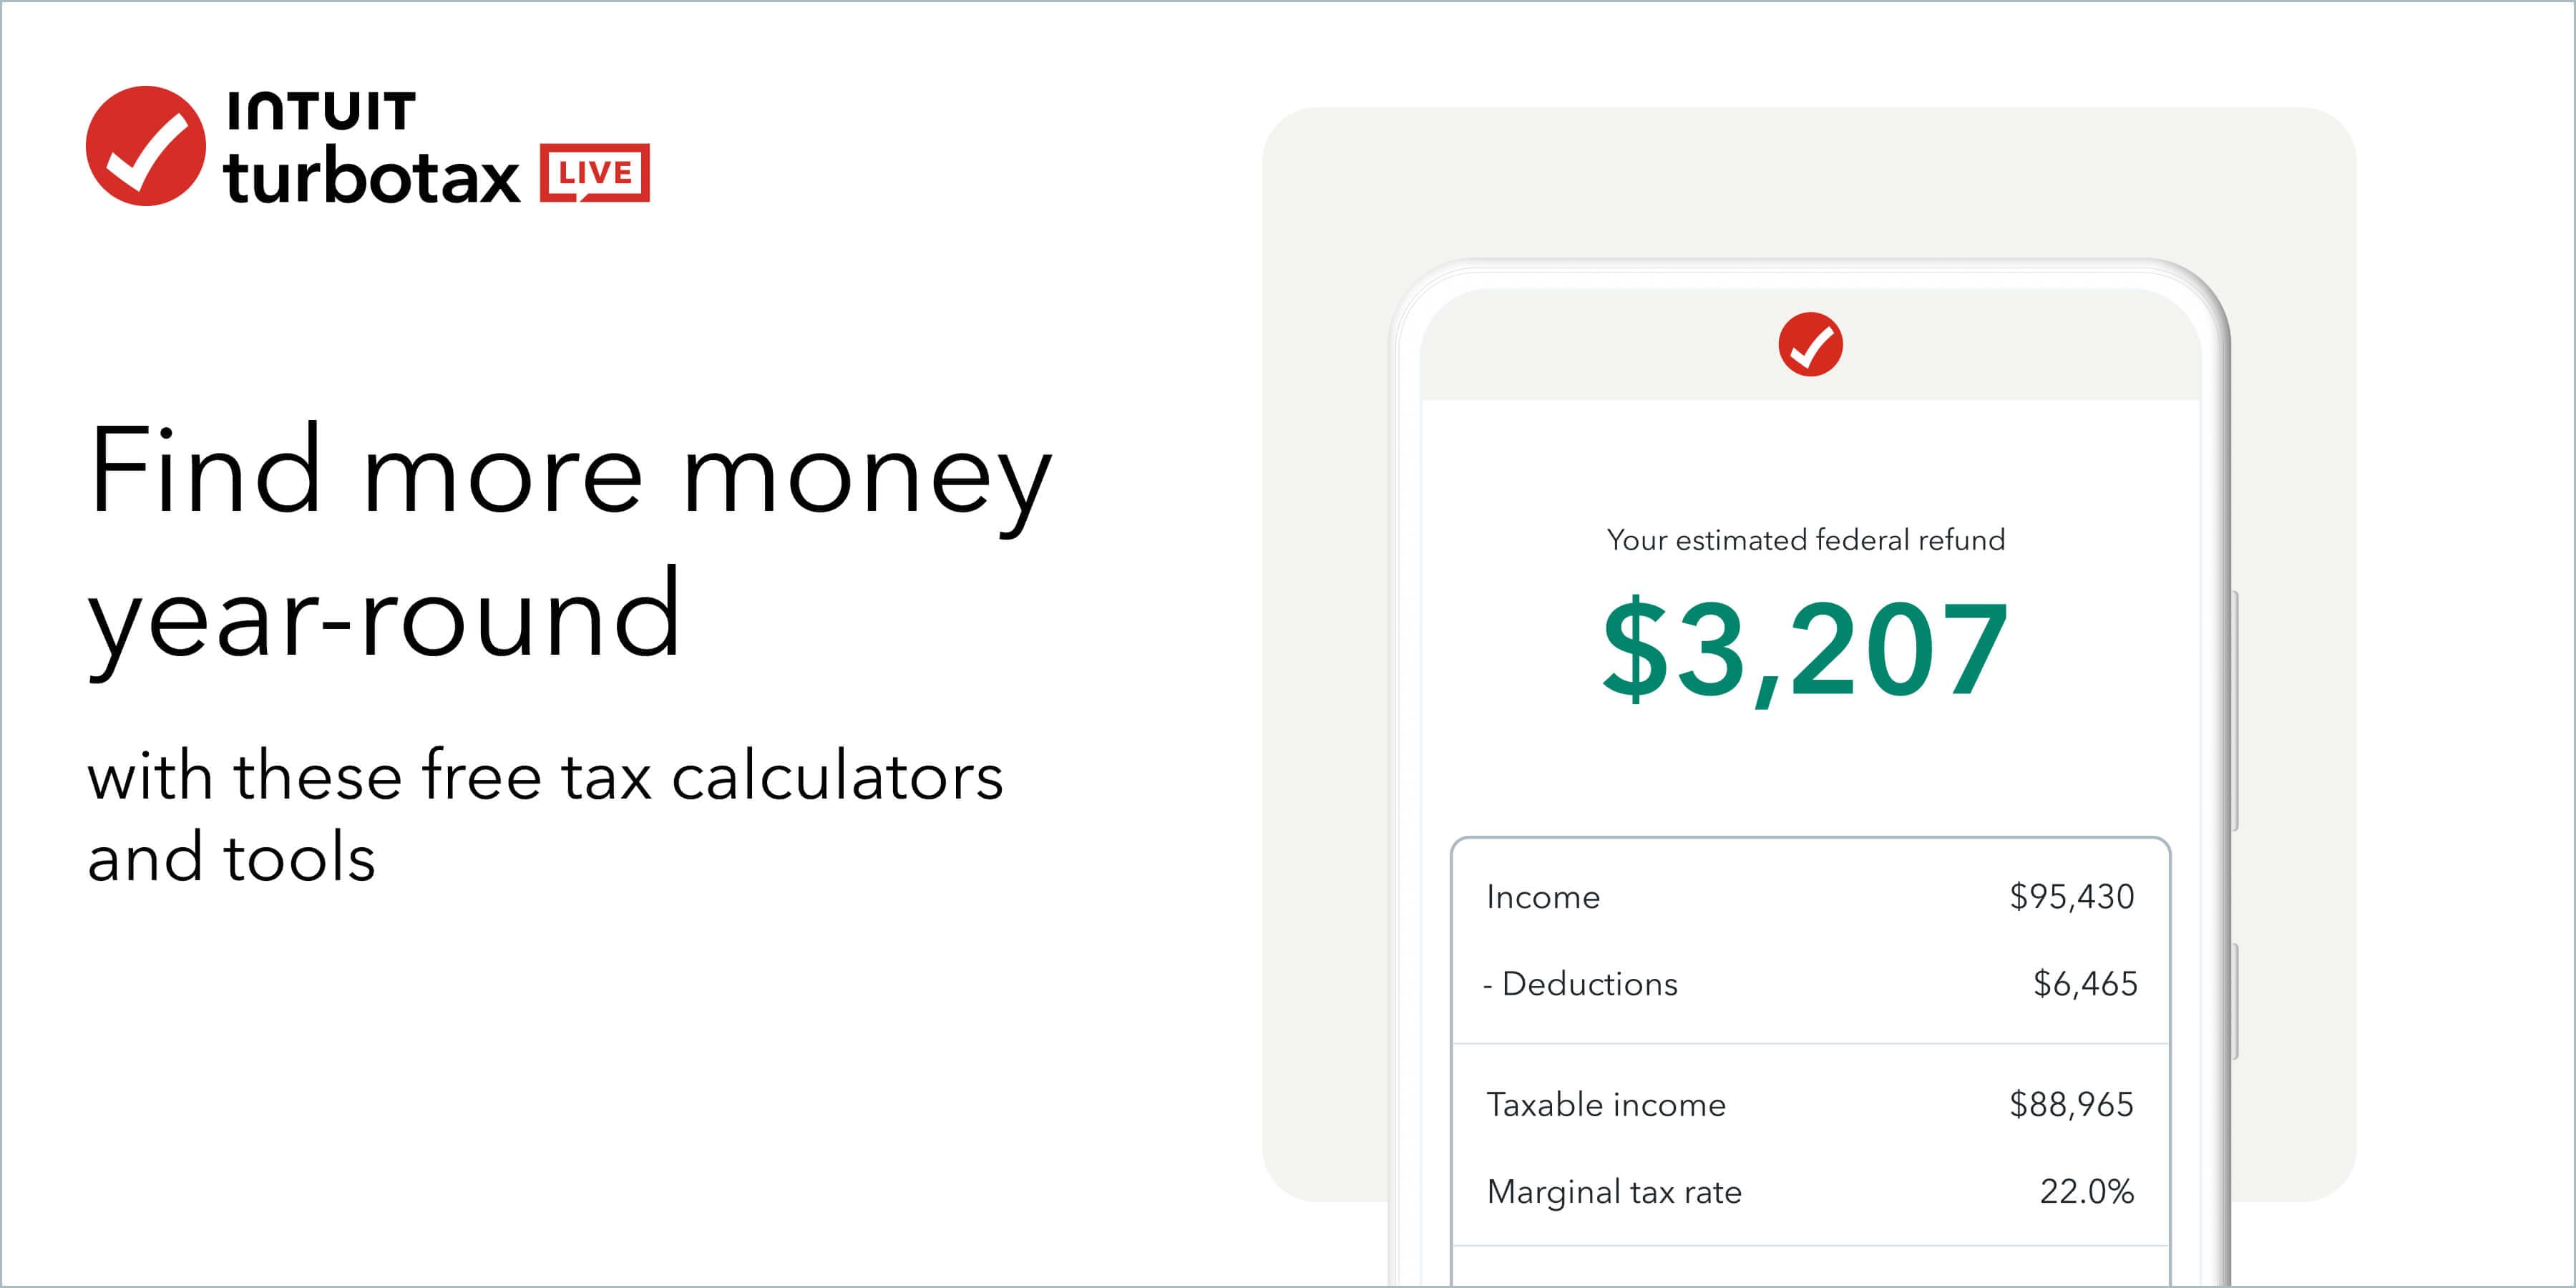 INTUIT
turbotax LIVE
Find more money
year-round
with these free tax calculators
and tools
Your estimated federal refund
$3,207
Income $95,430
- Deductions $6,465
Taxable income $88,965
Marginal tax rate 22.0%